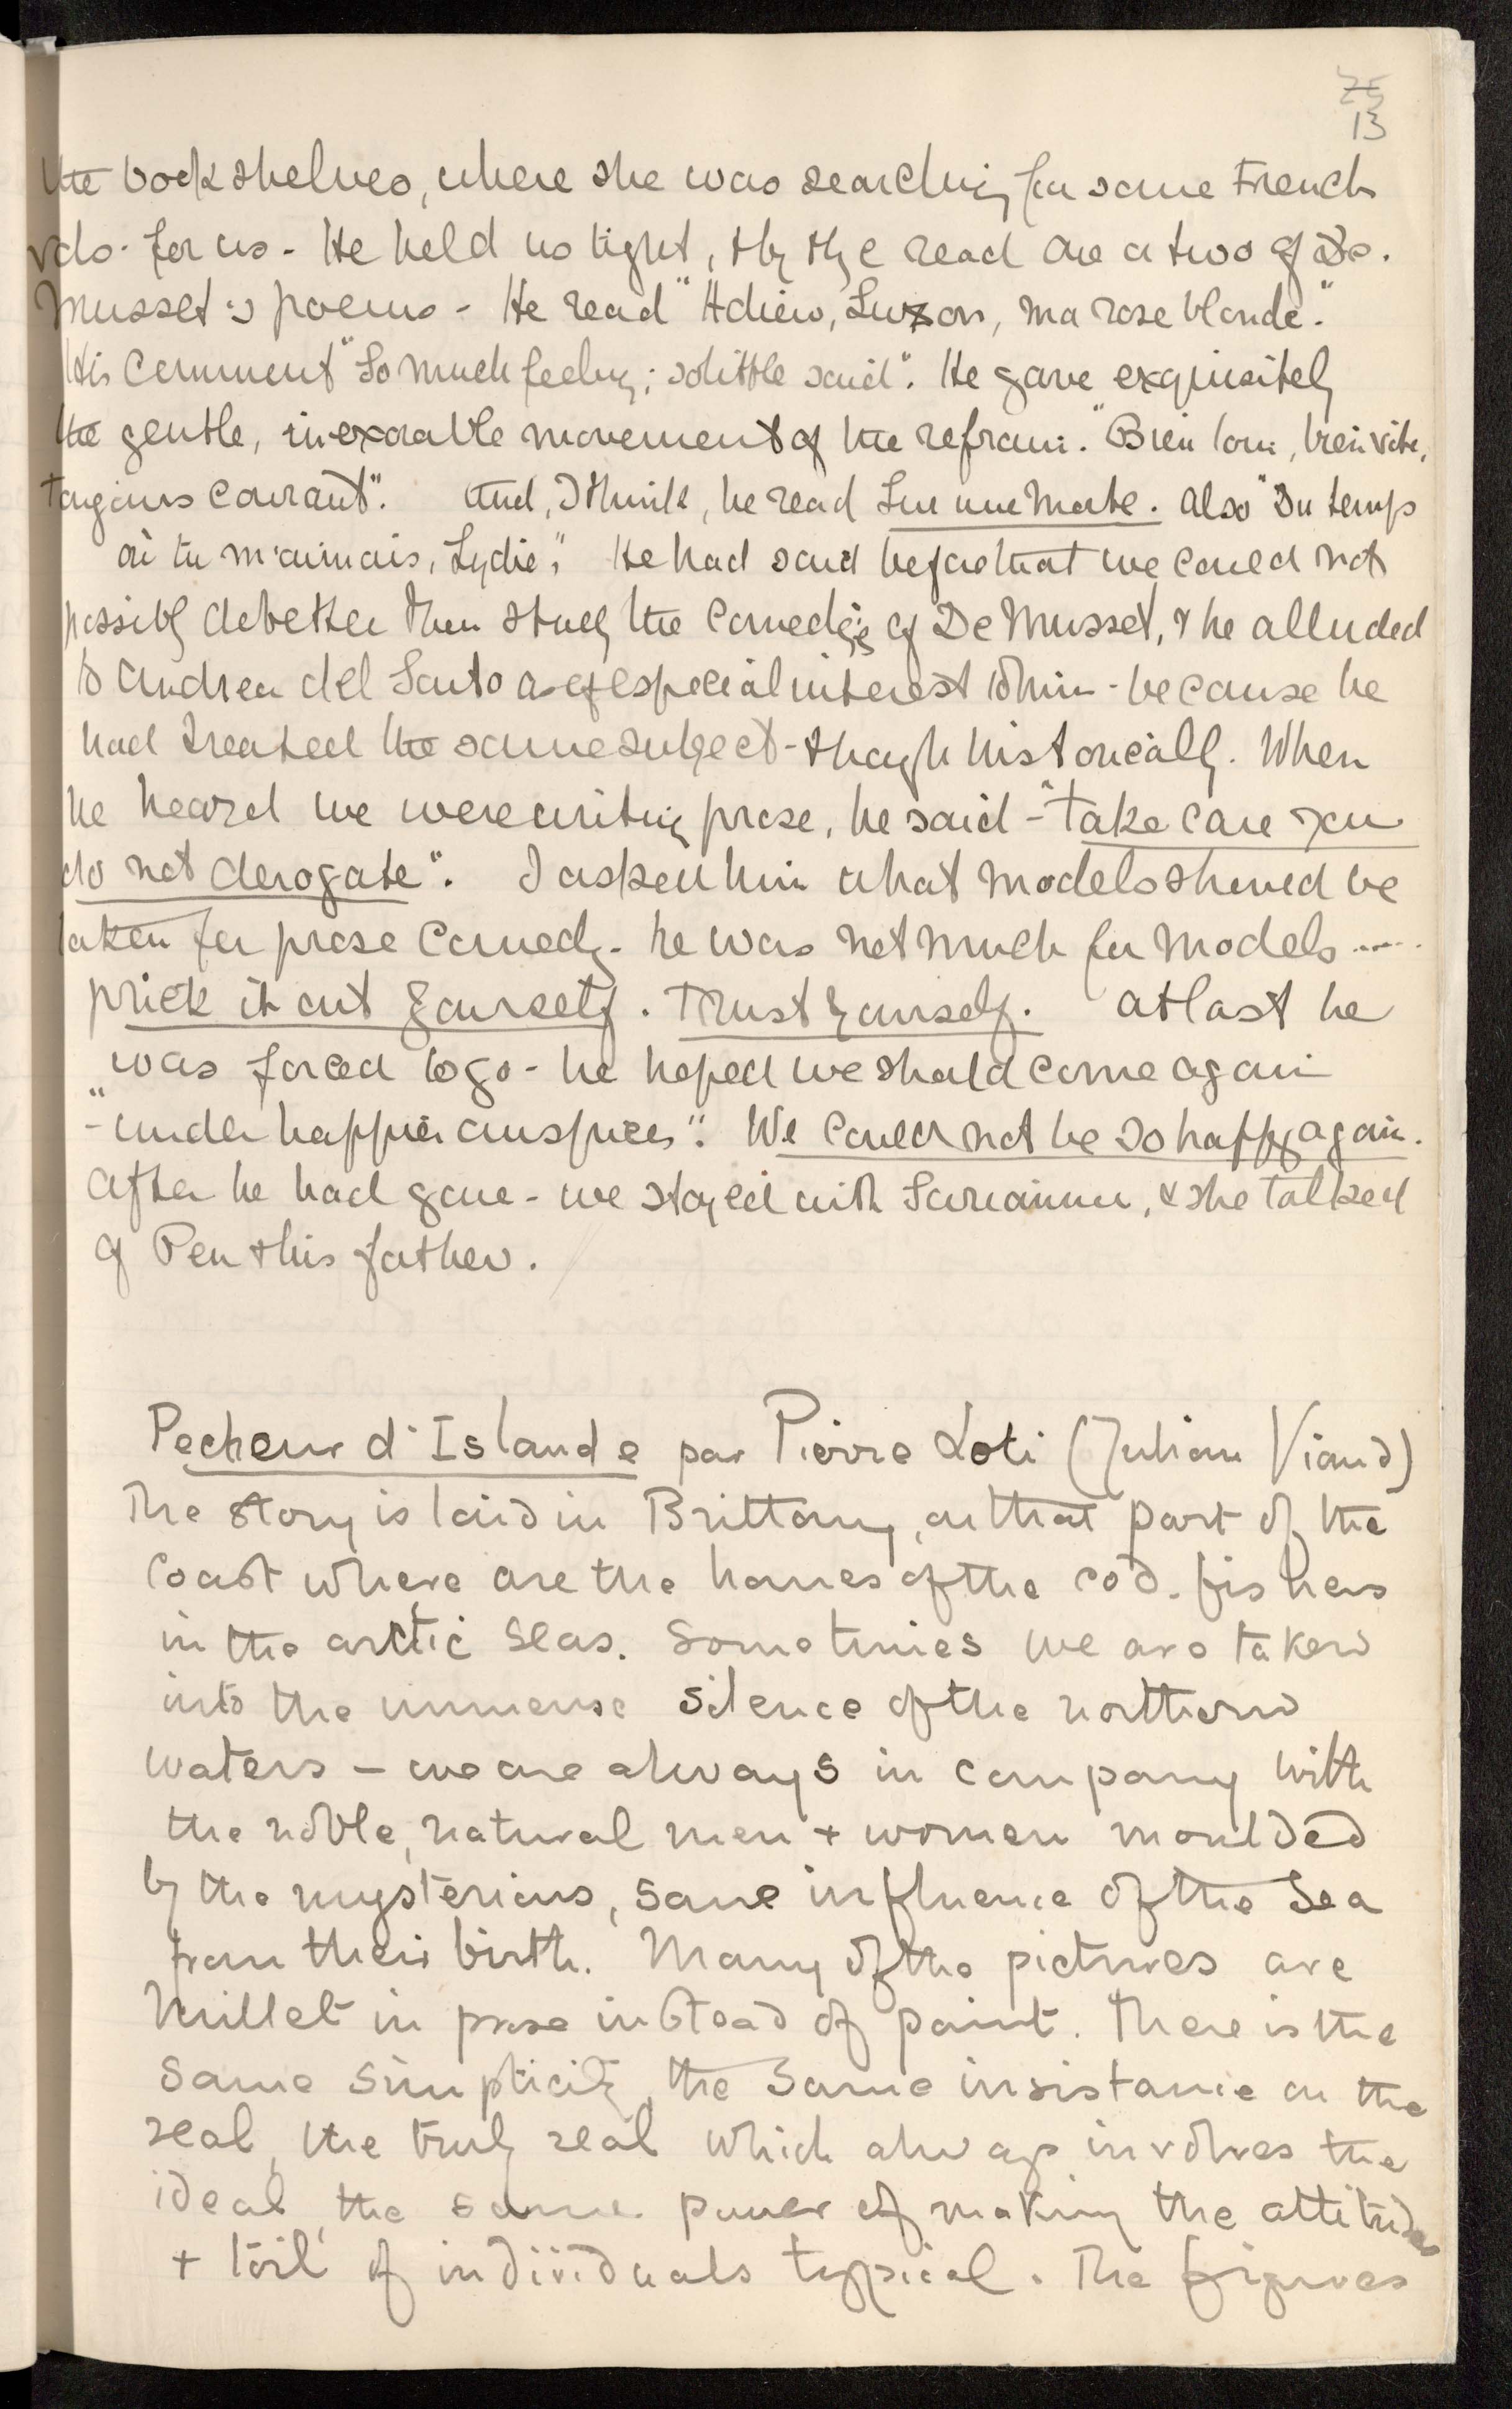 25
13
the bookshelves, where she was searching for some French
vols. for us - He held us tight, & by & bye read one or two of De.
Musset's poems - He read "Adieu, Suzon, ma rose blonde."
His comment "So much feeling; so little said". He gave exquisitely
the gentle, inexorable movement of the refrain. "Bien loin, bien vite,
toujours courant". And, I think, he read Sur une Morte. Also "Du temps
où tu m'aimais, Lydie," He had said before that we could not
possibly do better than study the Comedies of De Musset, & he alluded
to Andrea del Sarto as of especial interest to him - because he
had treated the same subject - though historically. When
he heard we were writing prose, he said - "take care you
do not derogate". I asked him what models should be
taken for prose Comedy - he was not much for models ....
prick it out yourself. Trust yourself. At last he
was forced to go - he hoped we should come again
- "under happier auspices". We could not be so happy again.
After he had gone - we stayed with Sarianna, & she talked
of Pen & his father.
Pecheur d'Islande par Pierre Loti (Julian Viaud)
The story is laid in Brittany, on that part of the
Coast where are the homes of the cod-fishers
in the arctic seas. Sometimes we are taken
into the immense silence of the northern
waters - we are always in company with
the noble, natural men + women moulded
by the mysterious, sane influence of the Sea
from their birth. Many of the pictures are
Millet in prose instead of paint. There is the
same simplicity, the same insistance on the
real, the truly real which always involves the
ideal, the same power of making the attitudes
+ toil of individuals typical. The figures